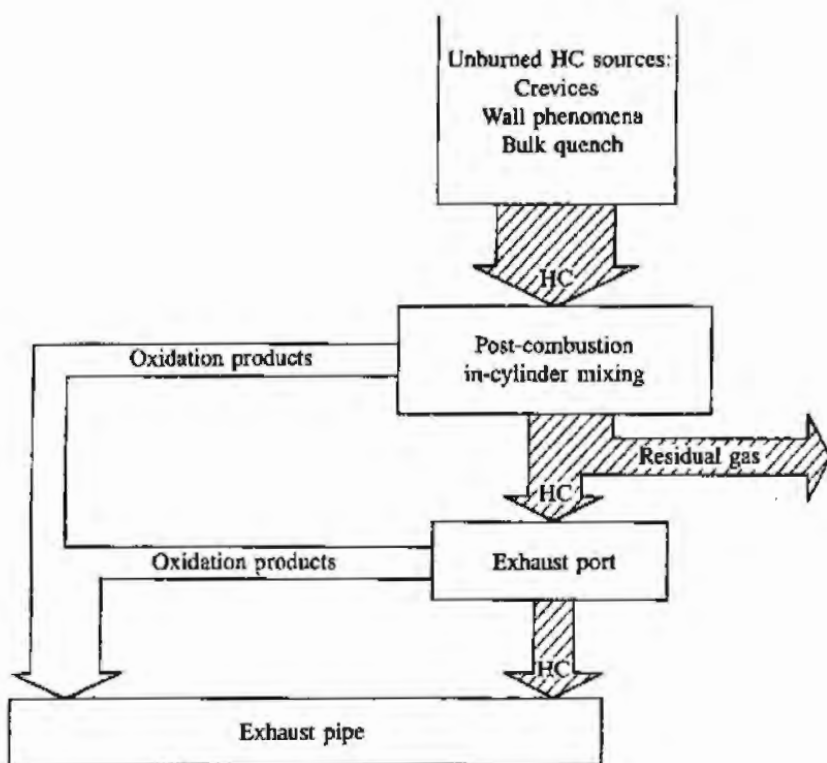 Unburned HC sources:
Crevices
Wall phenomena
Bulk quench
HC
Oxidation products
Post-combustion
in-cylinder mixing
Residual gas
HC
Oxidation products
Exhaust port
HC
Exhaust pipe